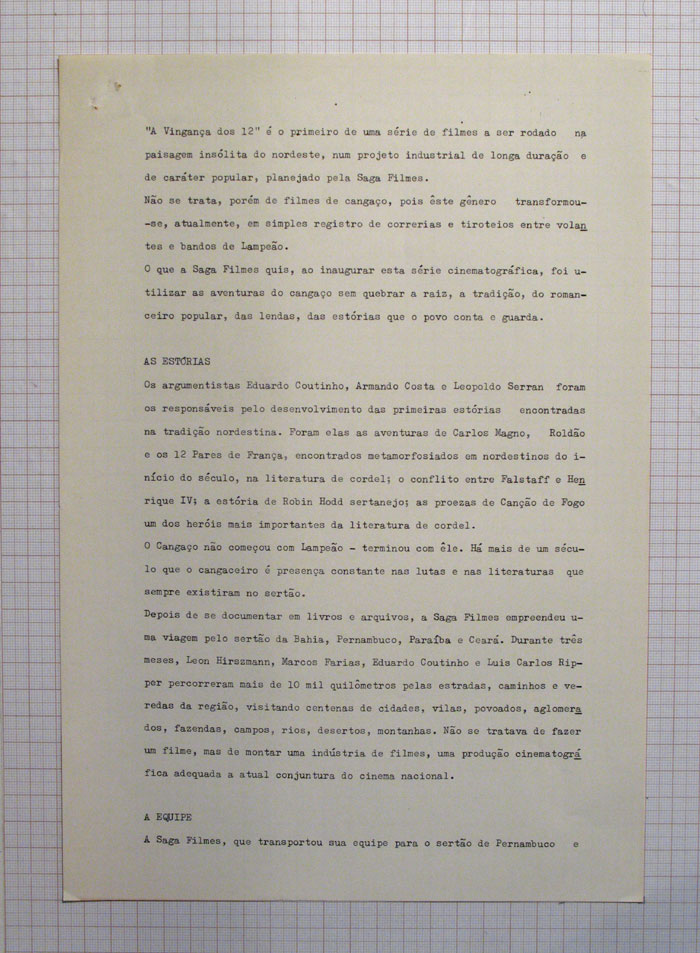 "A Vingança dos 12" é o primeiro de uma série de filmes a ser rodado na
paisagem insólita do nordeste, num projeto industrial de longa duração e
de caráter popular, planejado pela Saga Filmes.
Não se trata, porém de filmes de cangaço, pois êste gênero transformou-
-se, atualmente, em simples registro de correrias e tiroteios entre volan
tes e bandos de Lampeão.
O que a Saga Filmes quis, ao inaugurar esta série cinematográfica, foi u-
tilizar as aventuras do cangaço sem quebrar a raiz, a tradição, do roman-
ceiro popular, das lendas, das estórias que o povo conta e guarda.
AS ESTÓRIAS
Os argumentistas Eduardo Coutinho, Armando Costa e Leopoldo Serran foram
os responsáveis pelo desenvolvimento das primeiras estórias encontradas
na tradição nordestina. Foram elas as aventuras de Carlos Magno, Roldão
e os 12 Pares de França, encontrados metamorfosiados em nordestinos do i-
nício do século, na literatura de cordel; o conflito entre Falstaff e Hen
rique IV; a estória de Robin Hodd sertanejo; as proezas de Canção de Fogo
um dos heróis mais importantes da literatura de cordel.
O Cangaço não começou com Lampeão - terminou com êle. Há mais de um sécu-
lo que o cangaceiro é presença constante nas lutas e nas literaturas que
sempre existiram no sertão.
Depois de se documentar em livros e arquivos, a Saga Filmes empreendeu u-
ma viagem pelo sertão da Bahia, Pernambuco, Paraíba e Ceará. Durante três
meses, Leon Hirszmann, Marcos Farias, Eduardo Coutinho e Luis Carlos Rip-
per percorreram mais de 10 mil quilômetros pelas estradas, caminhos e ve-
redas da região, visitando centenas de cidades, vilas, povoados, aglomera
dos, fazendas, campos, rios, desertos, montanhas. Não se tratava de fazer
um filme, mas de montar uma indústria de filmes, uma produção cinematográ
fica adequada a atual conjuntura do cinema nacional.
A EQUIPE
A Saga Filmes, que transportou sua equipe para o sertão de Pernambuco e